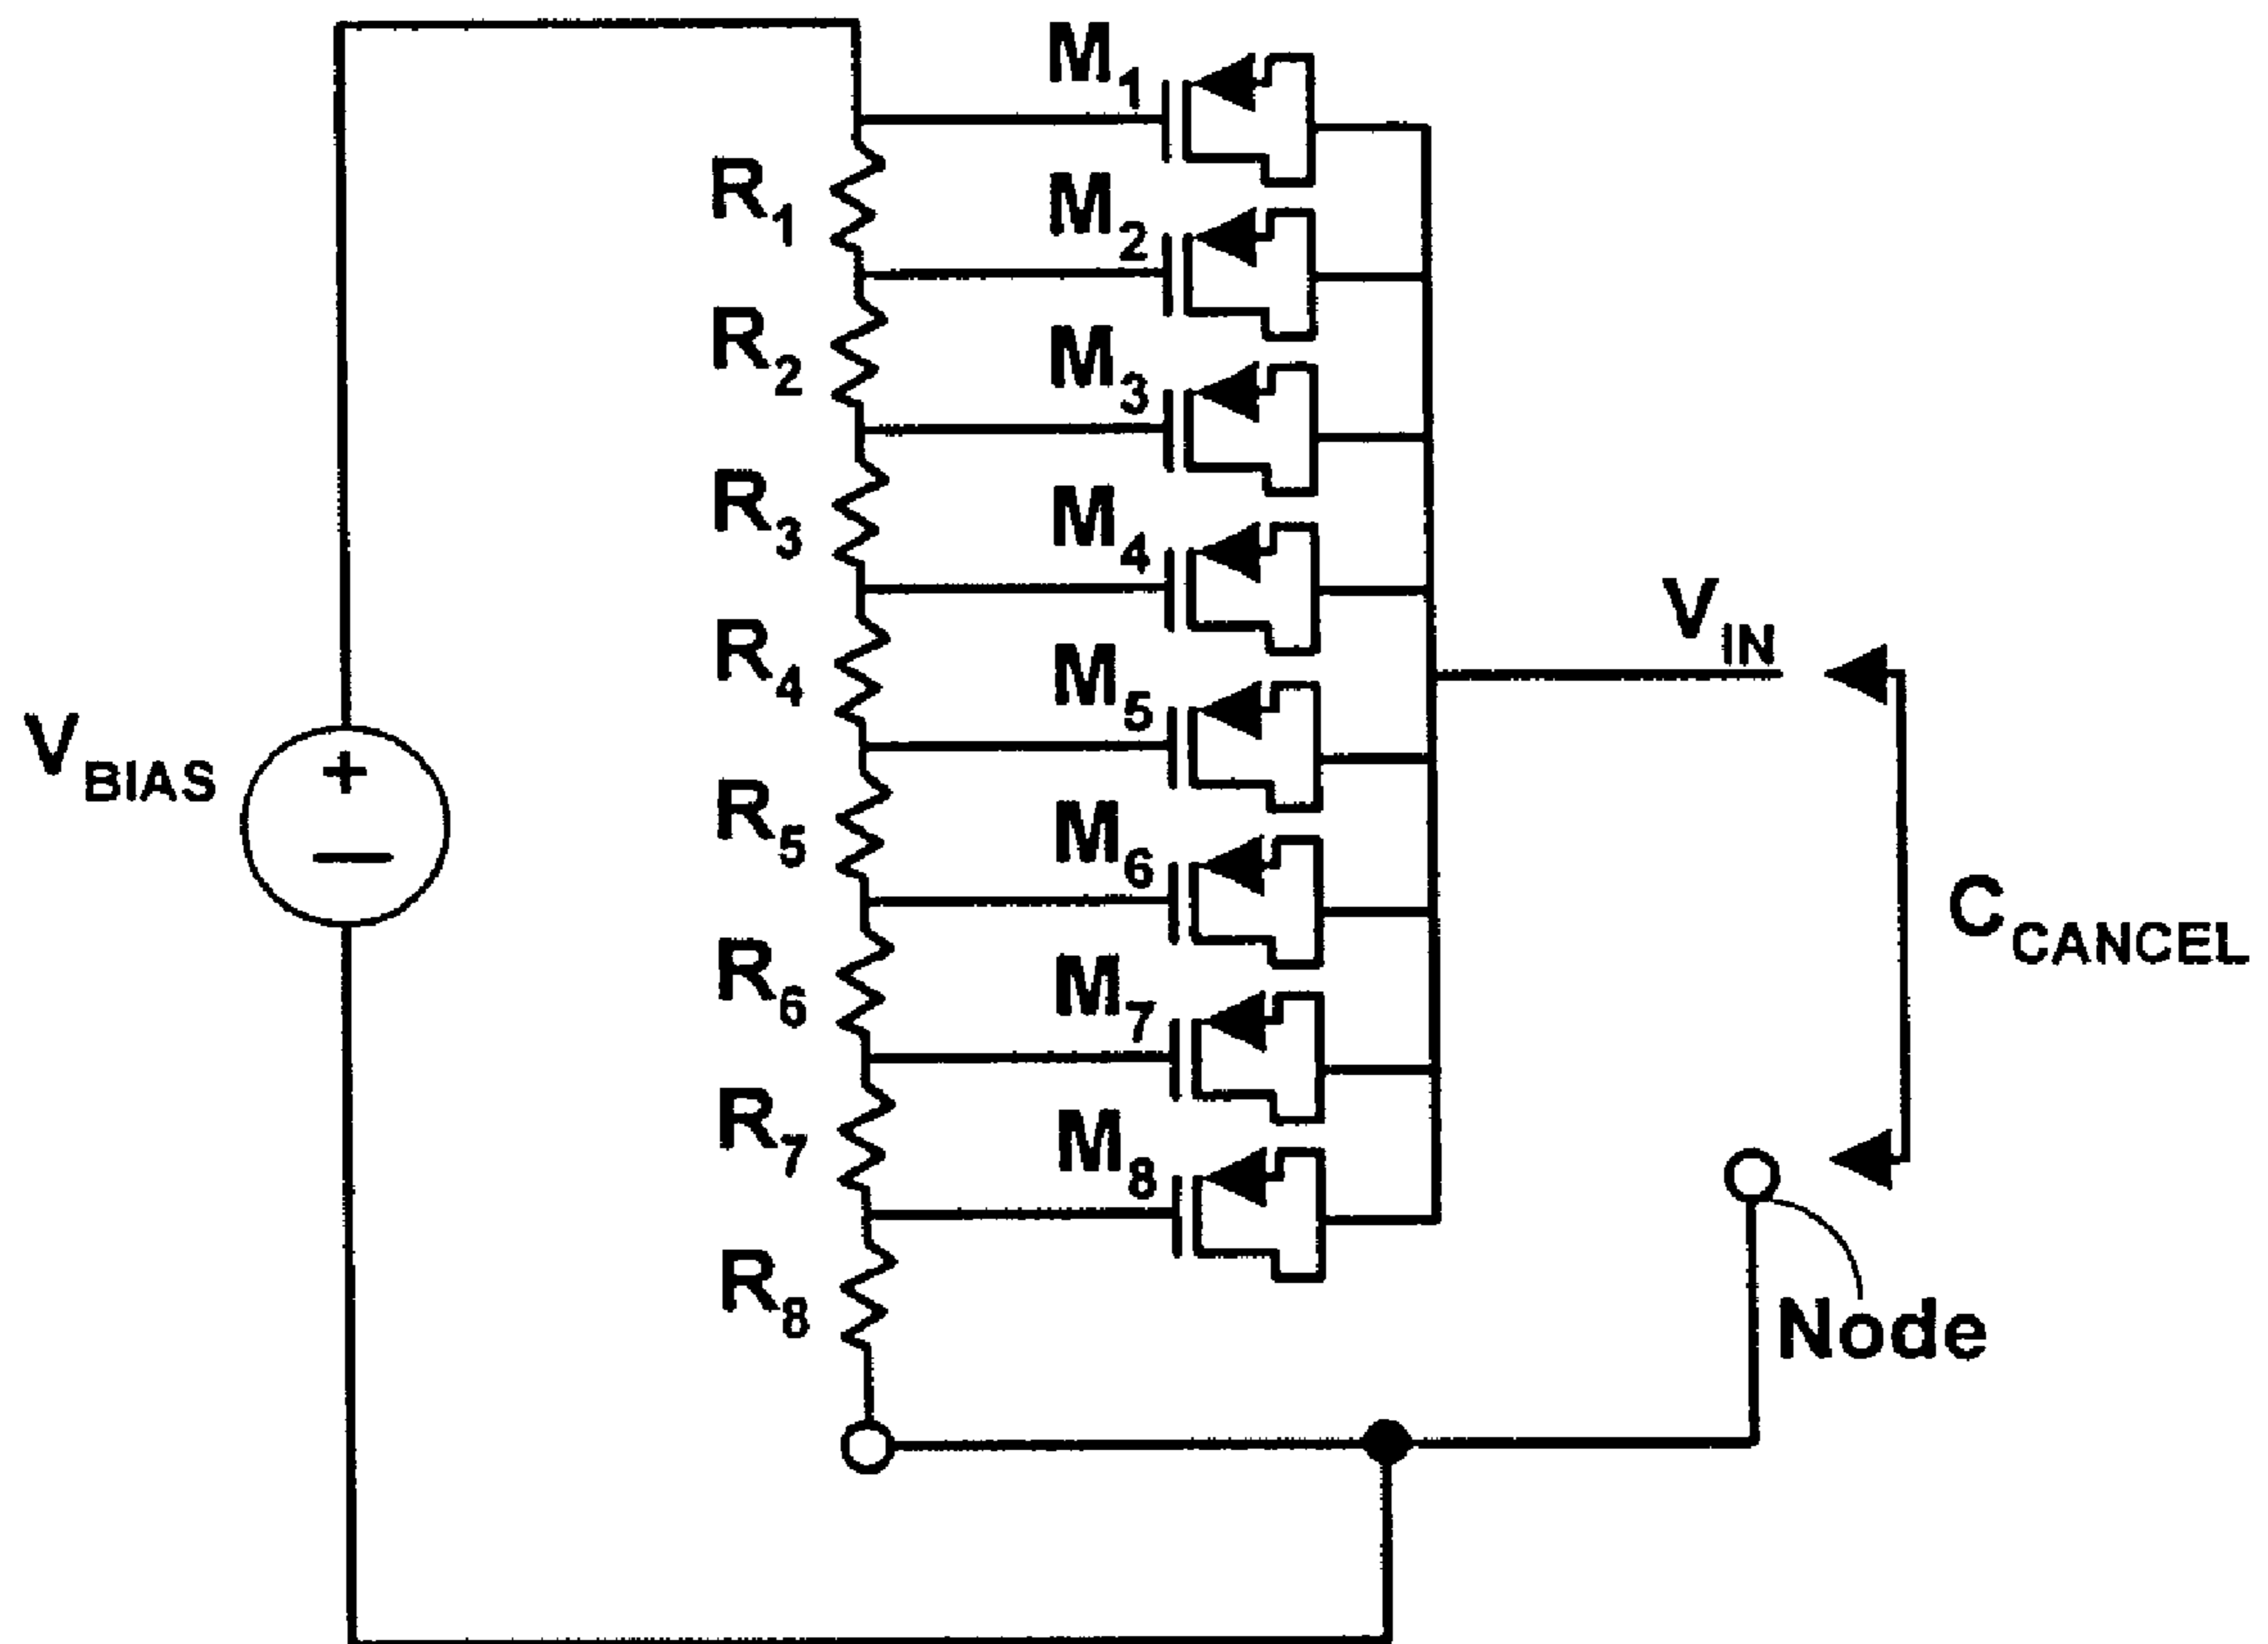 M1
R1
M2
R2
M3
R3
M4
VIN
R4
M5
VBIAS
+
−
R5
M6
CCANCEL
R6
M7
R7
M8
R8
Node